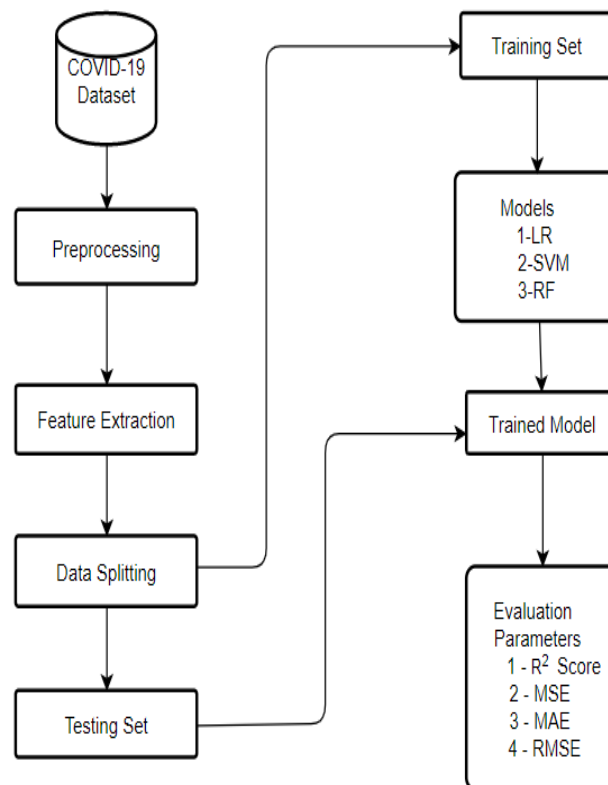 COVID-19
Dataset
Preprocessing
Feature Extraction
Data Splitting
Testing Set
Training Set
Models
1-LR
2-SVM
3-RF
Trained Model
Evaluation
Parameters
1 - R² Score
2 - MSE
3 - MAE
4 - RMSE